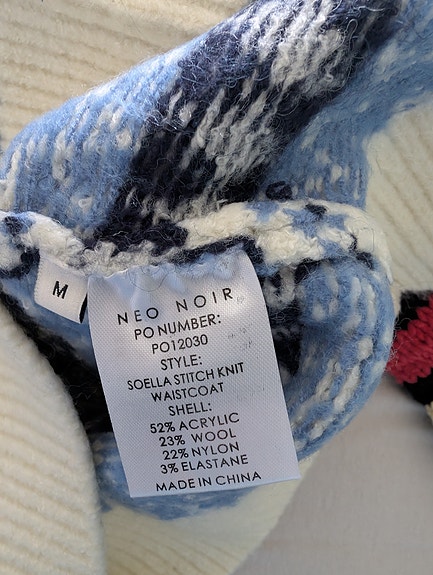 M
NEO NOIR
PO NUMBER:
PO12030
STYLE:
SOELLA STITCH KNIT
WAISTCOAT
SHELL:
52% ACRYLIC
23% WOOL
22% NYLON
3% ELASTANE
MADE IN CHINA